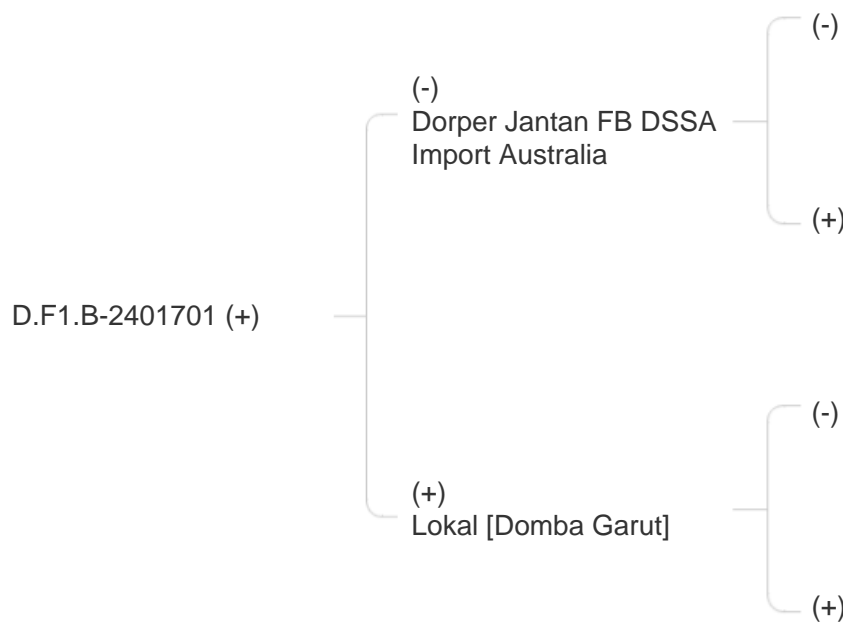 (-)
(-)
Dorper Jantan FB DSSA
Import Australia
(+)
D.F1.B-2401701 (+)
(-)
(+)
Lokal [Domba Garut]
(+)